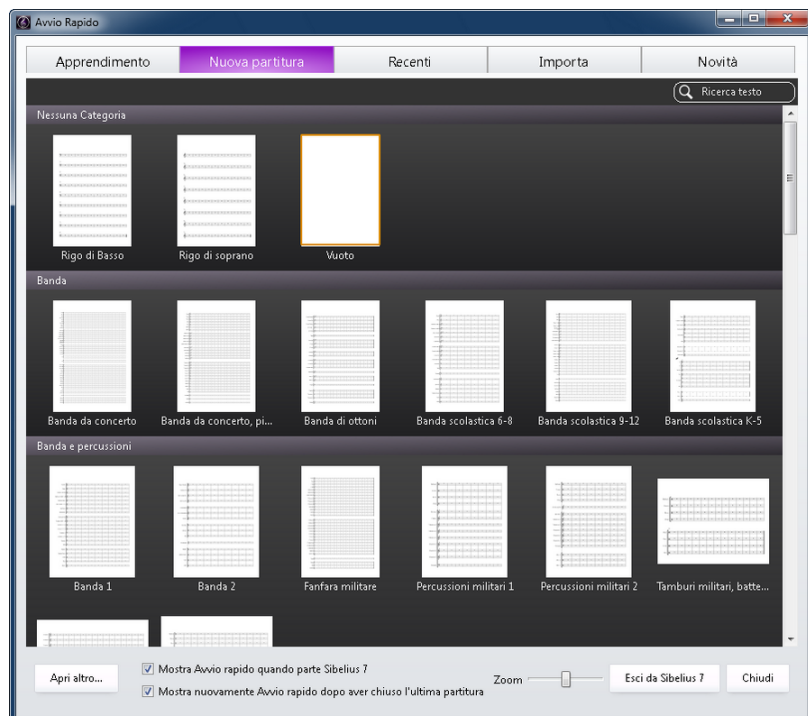 Avvio Rapido
Apprendimento
Nuova partitura
Recenti
Importa
Novità
Ricerca testo
Nessuna Categoria
Rigo di Basso
Rigo di soprano
Vuoto
Banda
Banda da concerto
Banda da concerto, pi...
Banda di ottoni
Banda scolastica 6-8
Banda scolastica 9-12
Banda scolastica K-5
Banda e percussioni
Banda 1
Banda 2
Fanfara militare
Percussioni militari 1
Percussioni militari 2
Tamburi militari, batte...
Apri altro...
Mostra Avvio rapido quando parte Sibelius 7
Mostra nuovamente Avvio rapido dopo aver chiuso l'ultima partitura
Zoom
Esci da Sibelius 7
Chiudi